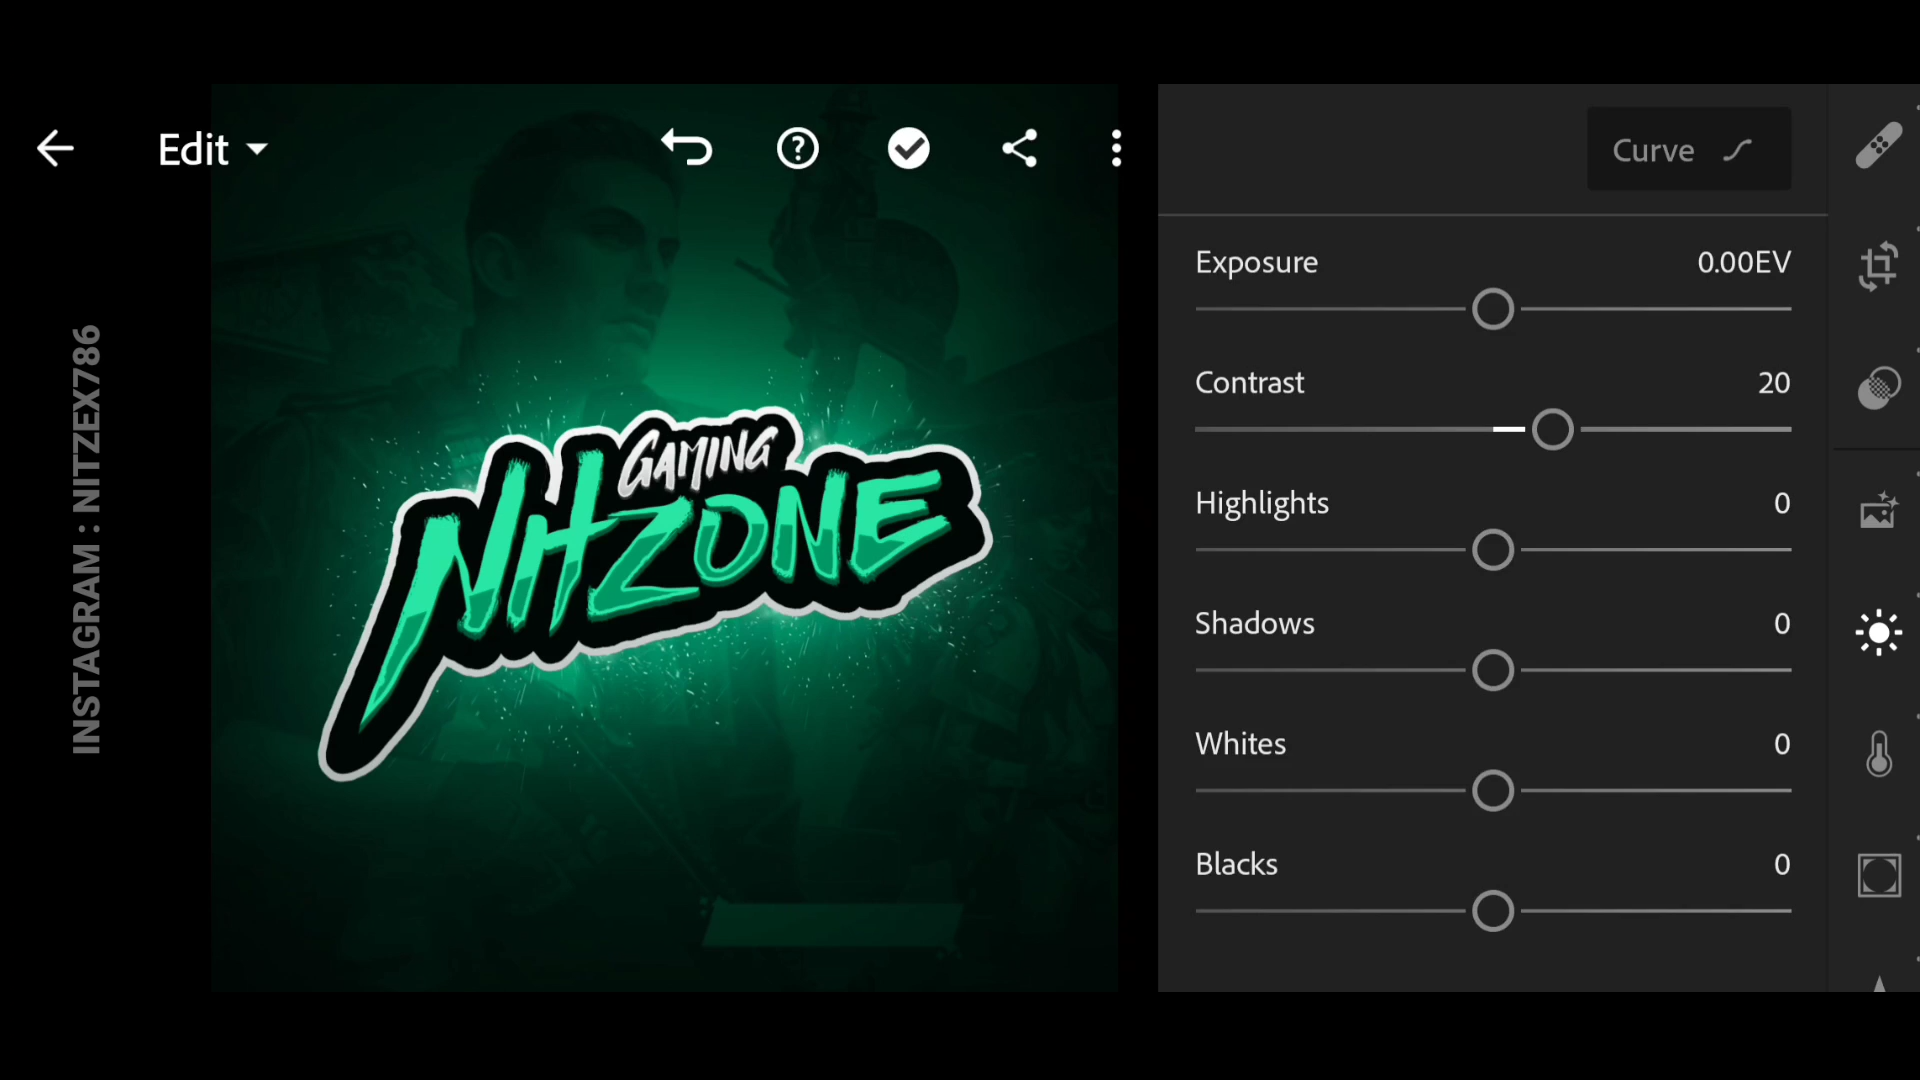 Edit
Curve
INSTAGRAM : NITZEX786
GAMING
NITZONE
Exposure 0.00EV
Contrast 20
Highlights 0
Shadows 0
Whites 0
Blacks 0